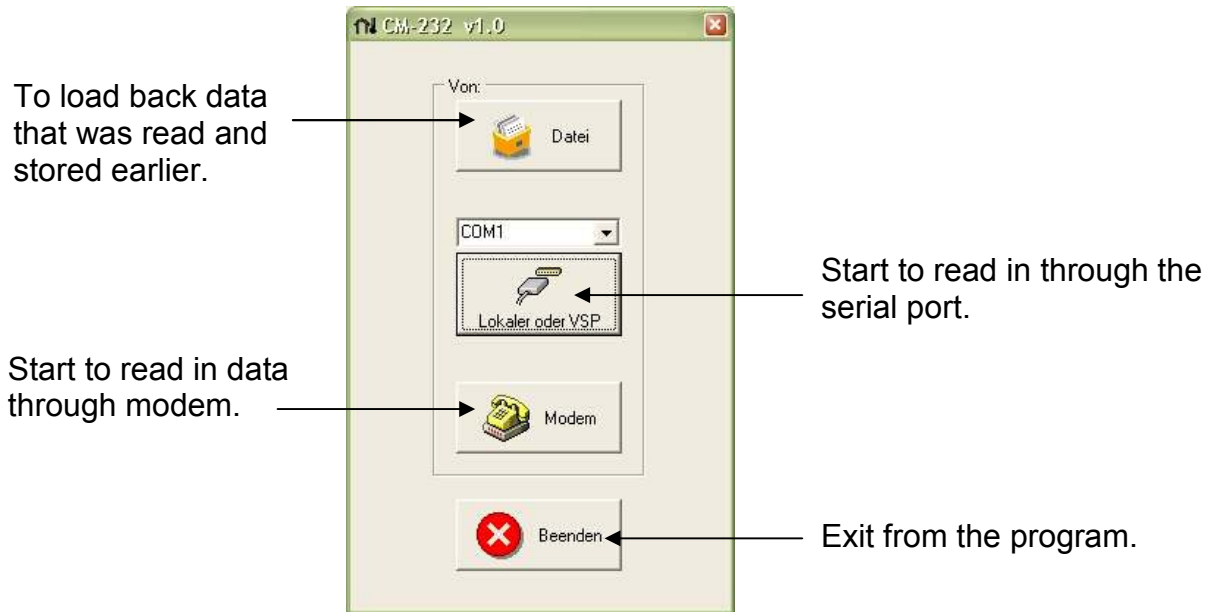 CM-232 v1.0
To load back data
that was read and
stored earlier.
Von:
Datei
COM1
Lokaler oder VSP
Start to read in through the
serial port.
Start to read in data
through modem.
Modem
Beenden
Exit from the program.